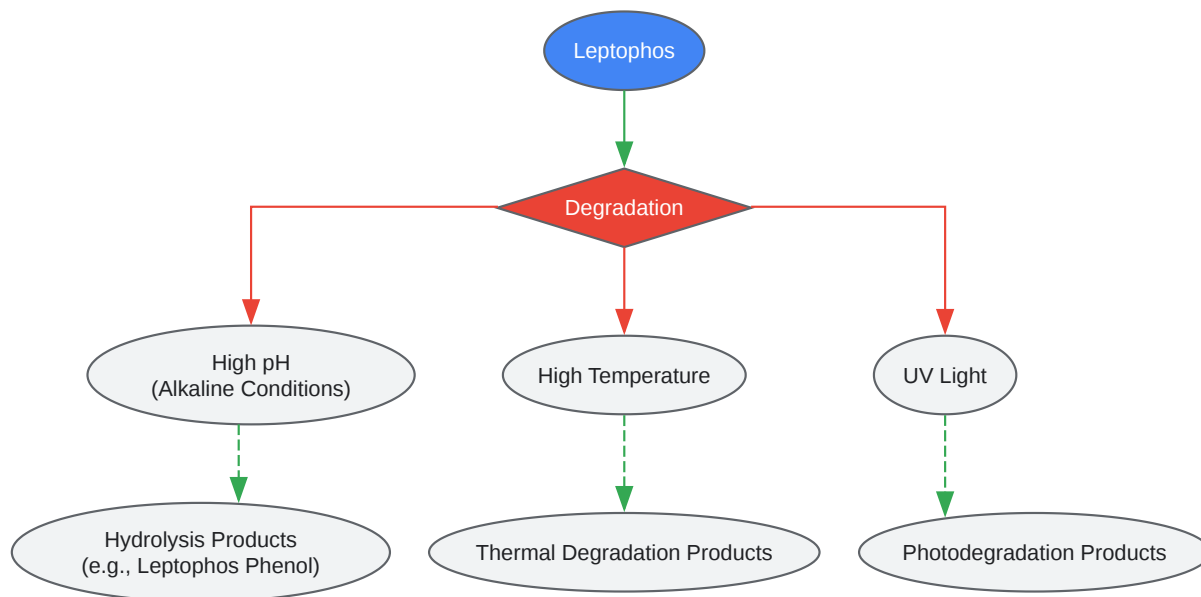 Leptophos
Degradation
High pH
(Alkaline Conditions)
High Temperature
UV Light
Hydrolysis Products
(e.g., Leptophos Phenol)
Thermal Degradation Products
Photodegradation Products